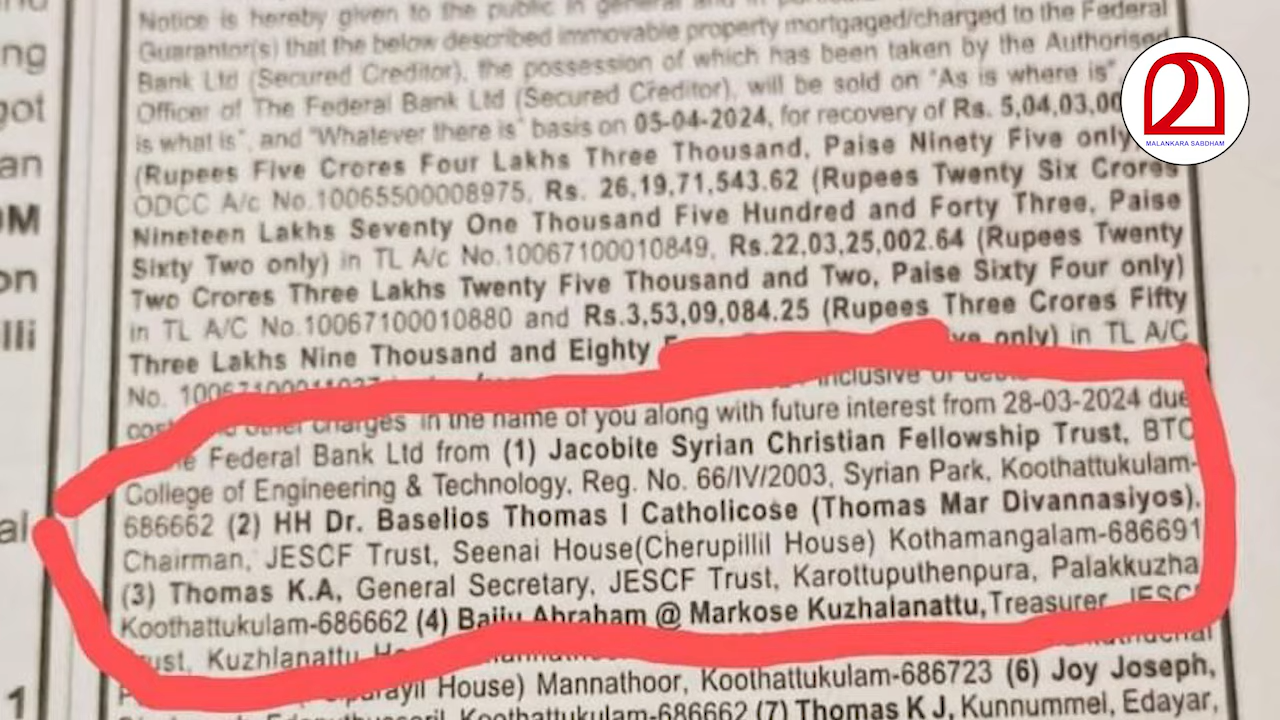 Notice is hereby given to the public in general and in
Guarantor(s) that the below described immovable property mortgaged/charged to the Federal
Bank Ltd (Secured Creditor), the possession of which has been taken by the Authorised
Officer of The Federal Bank Ltd (Secured Creditor), will be sold on "As is where is"
is what is", and "Whatever there is" basis on 05-04-2024, for recovery of Rs. 5,04,03,00
(Rupees Five Crores Four Lakhs Three Thousand, Paise Ninety Five only
ODCC A/c No.10065500008975, Rs. 26,19,71,543.62 (Rupees Twenty Six Crores
Nineteen Lakhs Seventy One Thousand Five Hundred and Forty Three, Paise
Sixty Two only) in TL A/c No.10067100010849, Rs.22,03,25,002.64 (Rupees Twenty
Two Crores Three Lakhs Twenty Five Thousand and Two, Paise Sixty Four only)
in TL A/C No.10067100010880 and Rs.3,53,09,084.25 (Rupees Three Crores Fifty
Three Lakhs Nine Thousand and Eighty only) in TL A/C
No. inclusive of
other charges in the name of you along with future interest from 28-03-2024 due
Federal Bank Ltd from (1) Jacobite Syrian Christian Fellowship Trust, BTC
College of Engineering & Technology, Reg. No. 66/IV/2003, Syrian Park, Koothattukulam-
686662 (2) HH Dr. Baselios Thomas I Catholicose (Thomas Mar Divannasiyos),
Chairman, JESCF Trust, Seenai House(Cherupillil House) Kothamangalam-686691
(3) Thomas K.A, General Secretary, JESCF Trust, Karottuputhenpura, Palakkuzha
Koothattukulam-686662 (4) Baiju Abraham @ Markose Kuzhalanattu,Treasurer, JESC
rust, Kuzhlanattu
House) Mannathoor, Koothattukulam-686723 (6) Joy Joseph,
Koothattukulam-686662 (7) Thomas K J, Kunnummel, Edayar,
ng
got
an
OM
on
lli
al
1
MALANKARA SABDHAM